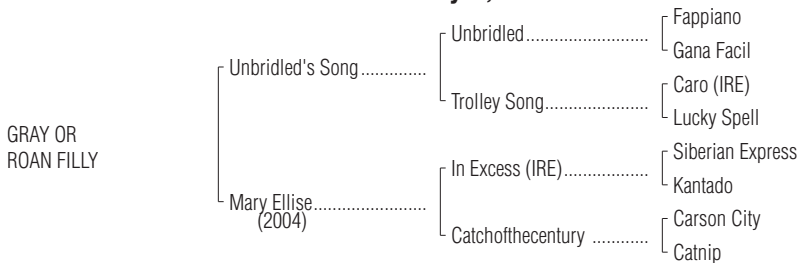 Fappiano
Unbridled..........................
Gana Facil
Unbridled's Song..............
Caro (IRE)
Trolley Song......................
Lucky Spell
GRAY OR
ROAN FILLY
Siberian Express
In Excess (IRE)..................
Kantado
Mary Ellise........................
(2004)
Carson City
Catchofthecentury ............
Catnip